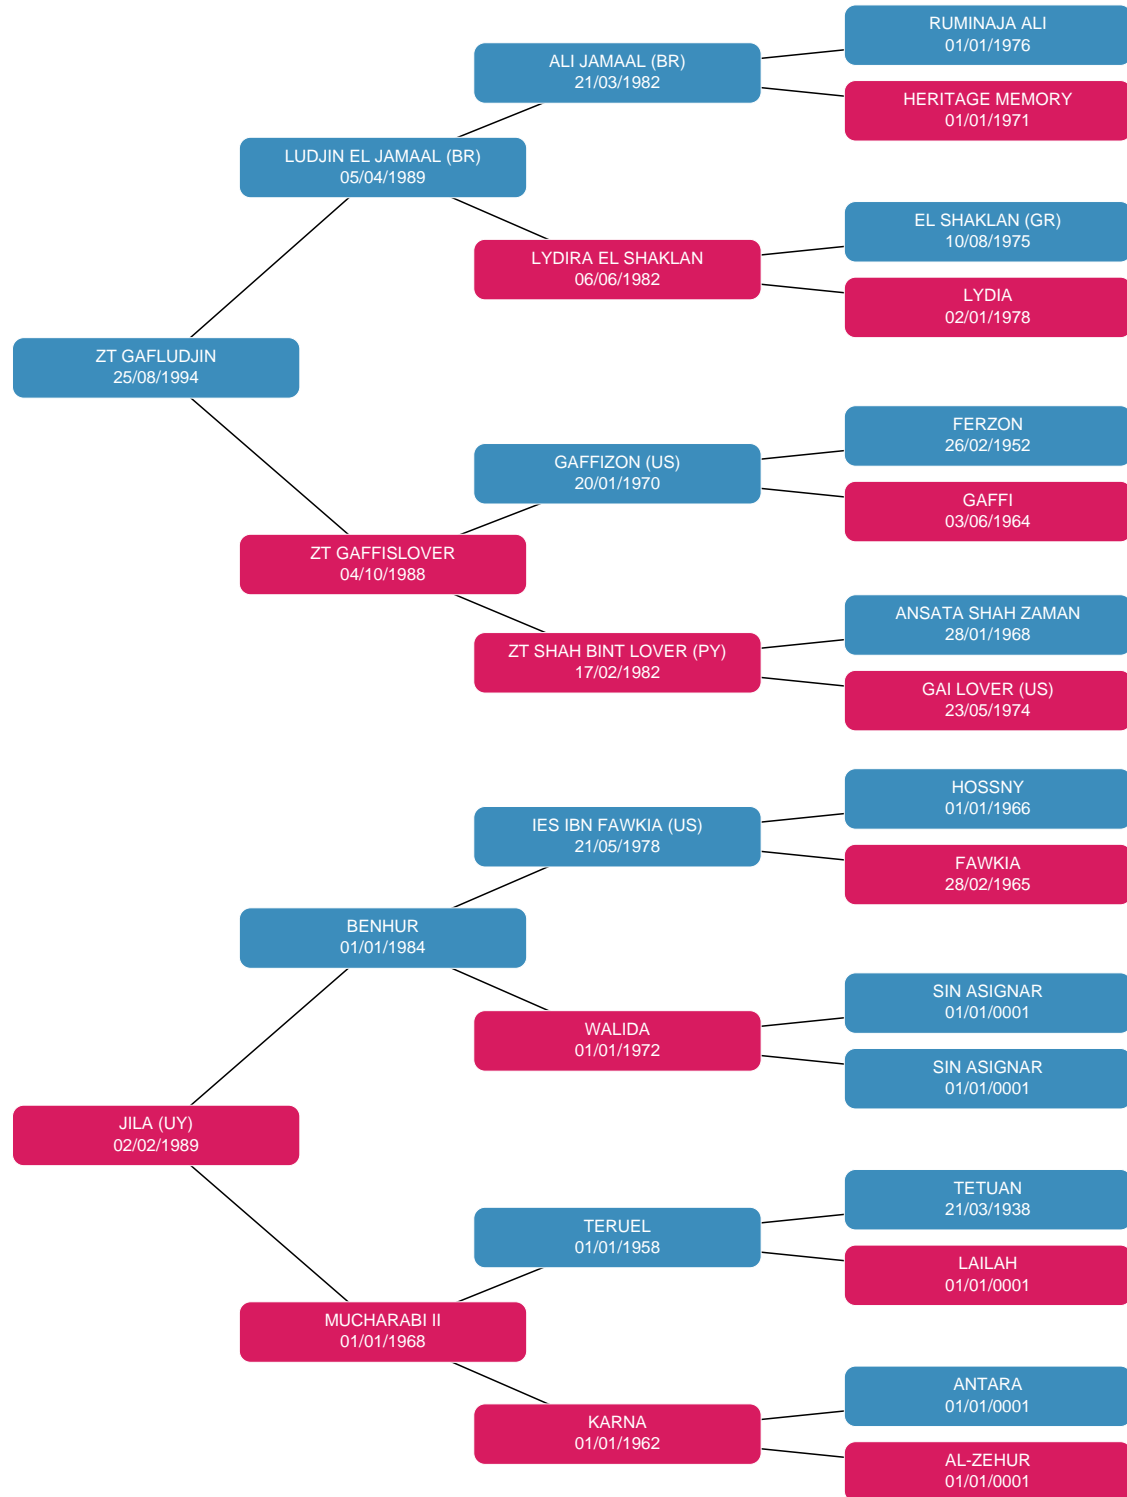 RUMINAJA ALI
01/01/1976
ALI JAMAAL (BR)
21/03/1982
HERITAGE MEMORY
01/01/1971
LUDJIN EL JAMAAL (BR)
05/04/1989
EL SHAKLAN (GR)
10/08/1975
LYDIRA EL SHAKLAN
06/06/1982
LYDIA
02/01/1978
ZT GAFLUDJIN
25/08/1994
FERZON
26/02/1952
GAFFIZON (US)
20/01/1970
GAFFI
03/06/1964
ZT GAFFISLOVER
04/10/1988
ANSATA SHAH ZAMAN
28/01/1968
ZT SHAH BINT LOVER (PY)
17/02/1982
GAI LOVER (US)
23/05/1974
HOSSNY
01/01/1966
IES IBN FAWKIA (US)
21/05/1978
FAWKIA
28/02/1965
BENHUR
01/01/1984
SIN ASIGNAR
01/01/0001
WALIDA
01/01/1972
SIN ASIGNAR
01/01/0001
JILA (UY)
02/02/1989
TETUAN
21/03/1938
TERUEL
01/01/1958
LAILAH
01/01/0001
MUCHARABI II
01/01/1968
ANTARA
01/01/0001
KARNA
01/01/1962
AL-ZEHUR
01/01/0001